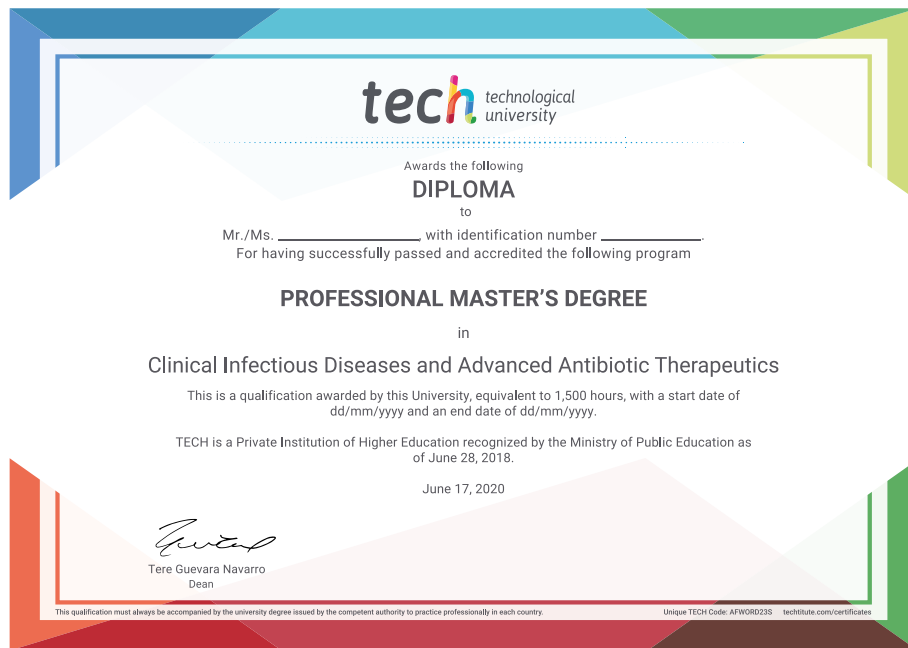 tech technological
university
Awards the following
DIPLOMA
to
Mr./Ms. ____________________, with identification number ______________.
For having successfully passed and accredited the following program
PROFESSIONAL MASTER'S DEGREE
in
Clinical Infectious Diseases and Advanced Antibiotic Therapeutics
This is a qualification awarded by this University, equivalent to 1,500 hours, with a start date of
dd/mm/yyyy and an end date of dd/mm/yyyy.
TECH is a Private Institution of Higher Education recognized by the Ministry of Public Education as
of June 28, 2018.
June 17, 2020
Tere Guevara Navarro
Dean
This qualification must always be accompanied by the university degree issued by the competent authority to practice professionally in each country. Unique TECH Code: AFWORD23S techtitute.com/certificates